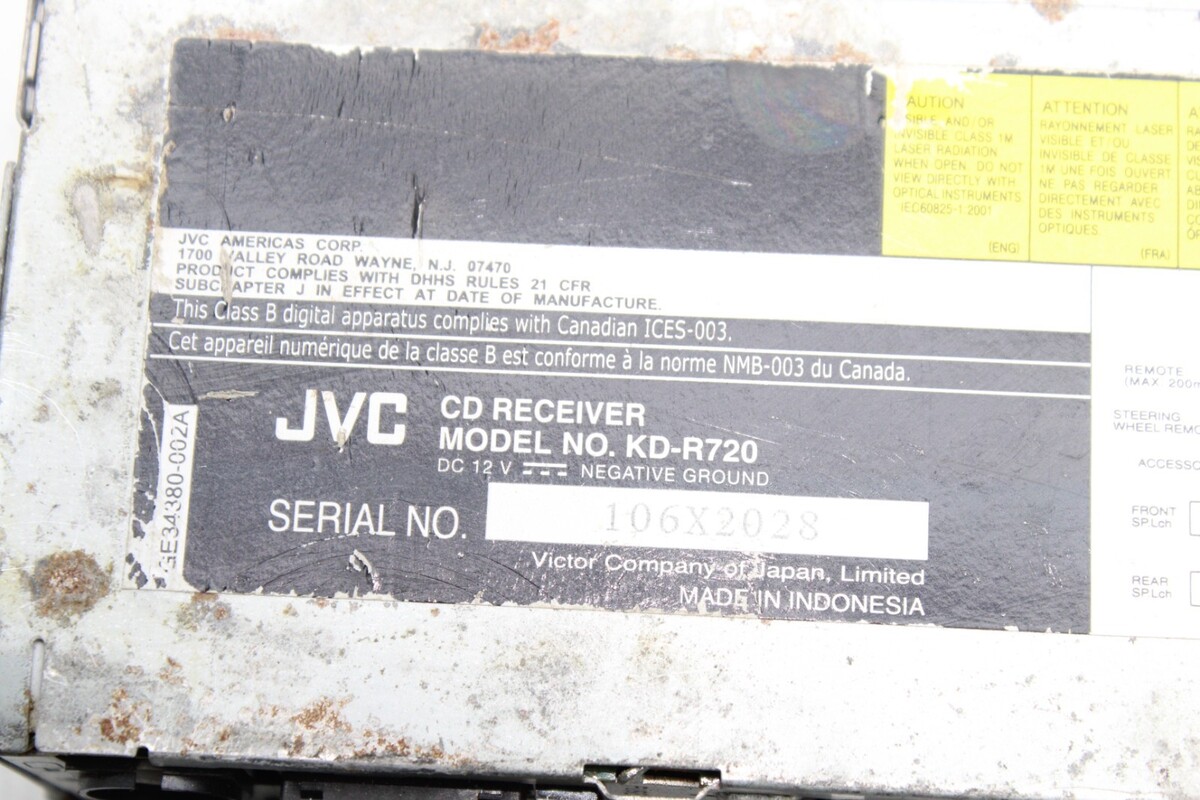 AUTION
VISIBLE AND/OR
INVISIBLE CLASS 1M
LASER RADIATION
WHEN OPEN. DO NOT
VIEW DIRECTLY WITH
OPTICAL INSTRUMENTS.
IEC60825-1:2001
(ENG)
ATTENTION
RAYONNEMENT LASER
VISIBLE ET/OU
INVISIBLE DE CLASSE
1M UNE FOIS OUVERT
NE PAS REGARDER
DIRECTEMENT AVEC
DES INSTRUMENTS
OPTIQUES.
(FRA)
JVC AMERICAS CORP.
1700 VALLEY ROAD WAYNE, N.J. 07470
PRODUCT COMPLIES WITH DHHS RULES 21 CFR
SUBCHAPTER J IN EFFECT AT DATE OF MANUFACTURE.
This Class B digital apparatus complies with Canadian ICES-003.
Cet appareil numérique de la classe B est conforme à la norme NMB-003 du Canada.
GE34380-002A
JVC
CD RECEIVER
MODEL NO. KD-R720
DC 12 V NEGATIVE GROUND
SERIAL NO. 106X2028
Victor Company of Japan, Limited
MADE IN INDONESIA
REMOTE
(MAX. 200m
STEERING
WHEEL REMO
ACCESSO
FRONT
SP.Lch
REAR
SP.Lch